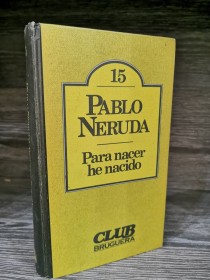 15
PABLO
NERUDA
Para nacer
he nacido
CLUB
BRUGUERA